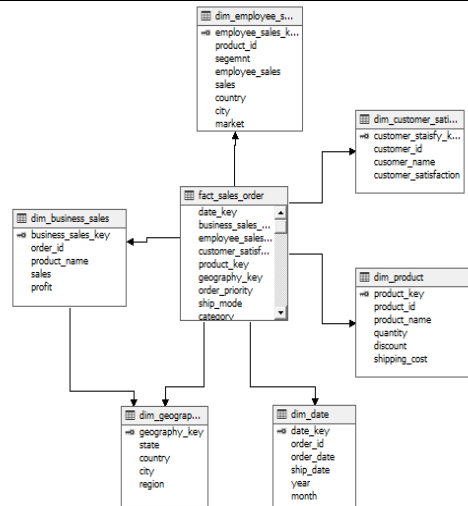 dim_employee_s...
employee_sales_k...
product_id
segemnt
employee_sales
sales
country
city
market
dim_customer_sati...
customer_staisfy_k...
customer_id
cusomer_name
customer_satisfaction
fact_sales_order
date_key
business_sales_...
employee_sales...
customer_satisf...
product_key
geography_key
order_priority
ship_mode
category
dim_business_sales
business_sales_key
order_id
product_name
sales
profit
dim_product
product_key
product_id
product_name
quantity
discount
shipping_cost
dim_geograp...
geography_key
state
country
city
region
dim_date
date_key
order_id
order_date
ship_date
year
month